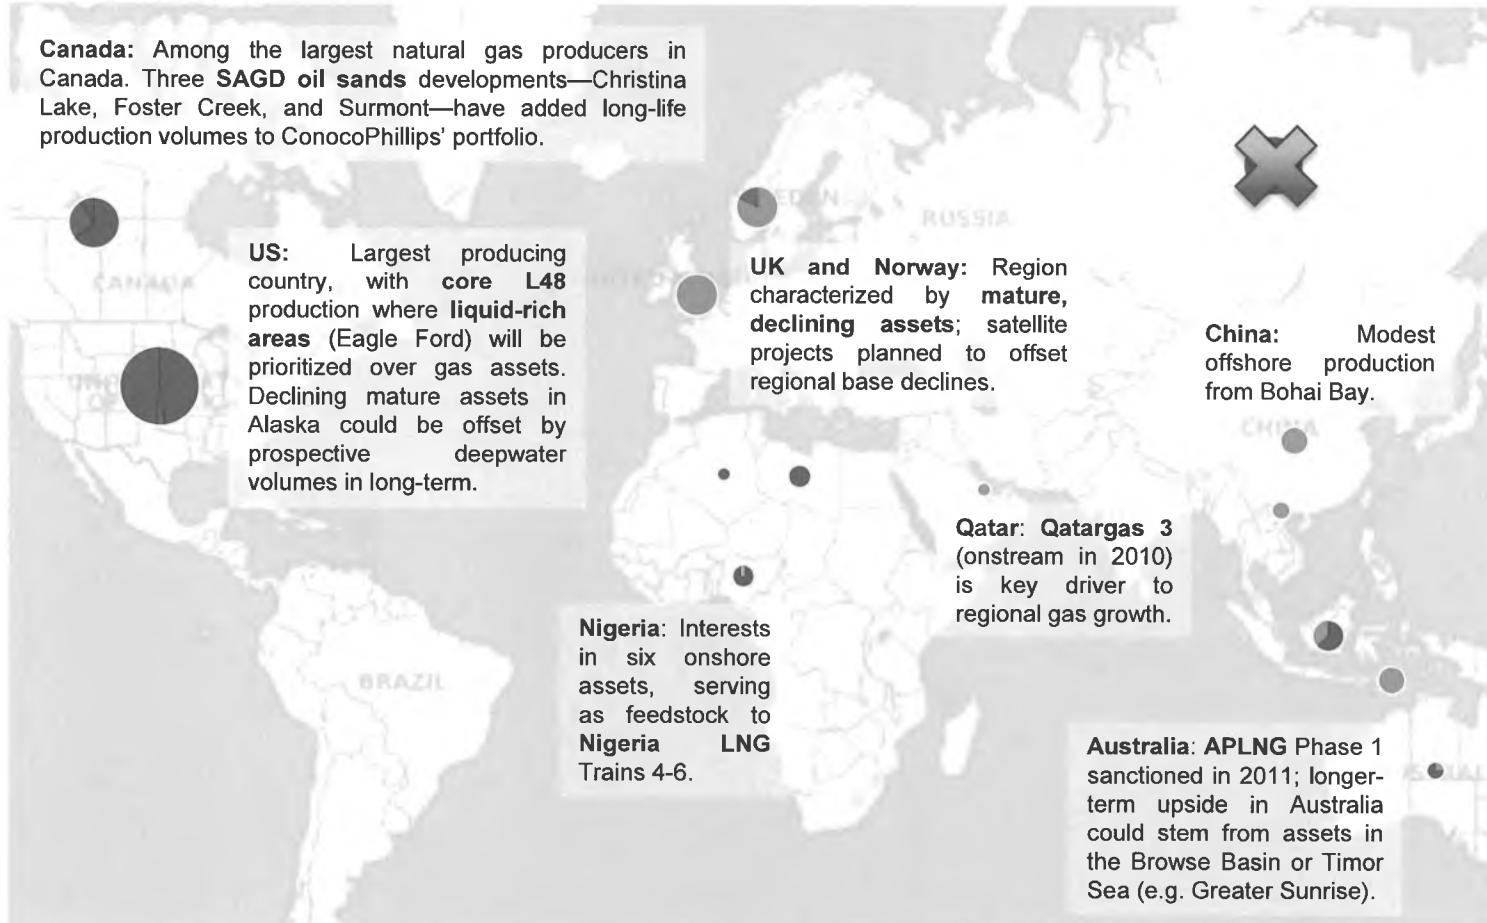 Canada: Among the largest natural gas producers in
Canada. Three SAGD oil sands developments—Christina
Lake, Foster Creek, and Surmont—have added long-life
production volumes to ConocoPhillips' portfolio.
RUSSIA
CANADA
US: Largest producing
country, with core L48
production where liquid-rich
areas (Eagle Ford) will be
prioritized over gas assets.
Declining mature assets in
Alaska could be offset by
prospective deepwater
volumes in long-term.
UK and Norway: Region
characterized by mature,
declining assets; satellite
projects planned to offset
regional base declines.
China: Modest
offshore production
from Bohai Bay.
CHINA
Qatar: Qatargas 3
(onstream in 2010)
is key driver to
regional gas growth.
Nigeria: Interests
in six onshore
assets, serving
as feedstock to
Nigeria LNG
Trains 4-6.
BRAZIL
Australia: APLNG Phase 1
sanctioned in 2011; longer-
term upside in Australia
could stem from assets in
the Browse Basin or Timor
Sea (e.g. Greater Sunrise).